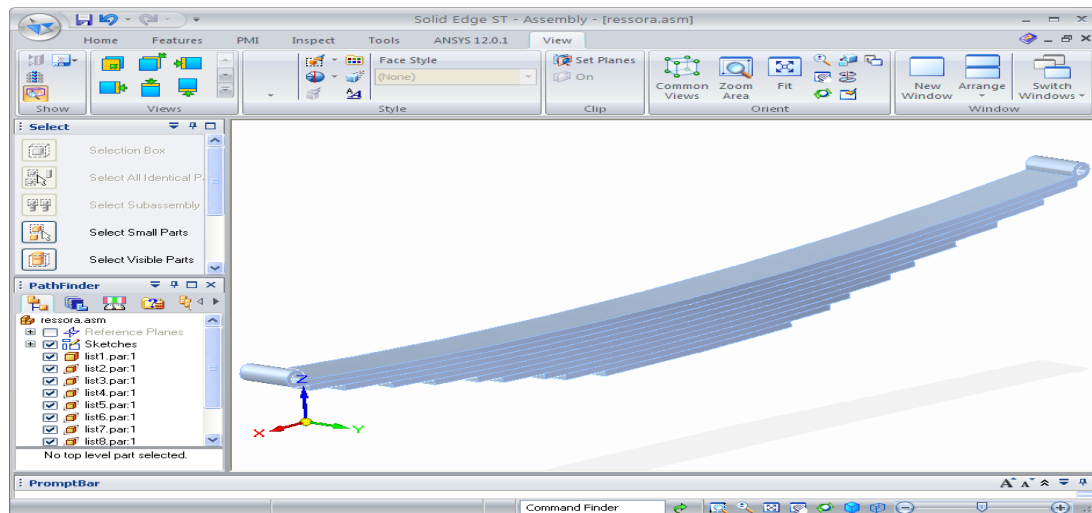 Solid Edge ST - Assembly - [ressora.asm]
Home Features PMI Inspect Tools ANSYS 12.0.1 View
Face Style
(None)
Set Planes
On
Common Views
Zoom Area
Fit
New Window
Arrange
Switch Windows
Show Views Style Clip Orient Window
Select
Selection Box
Select All Identical P
Select Subassembly
Select Small Parts
Select Visible Parts
PathFinder
ressora.asm
Reference Planes
Sketches
list1.par:1
list2.par:1
list3.par:1
list4.par:1
list5.par:1
list6.par:1
list7.par:1
list8.par:1
No top level part selected.
Z
X
Y
PromptBar
A A
Command Finder